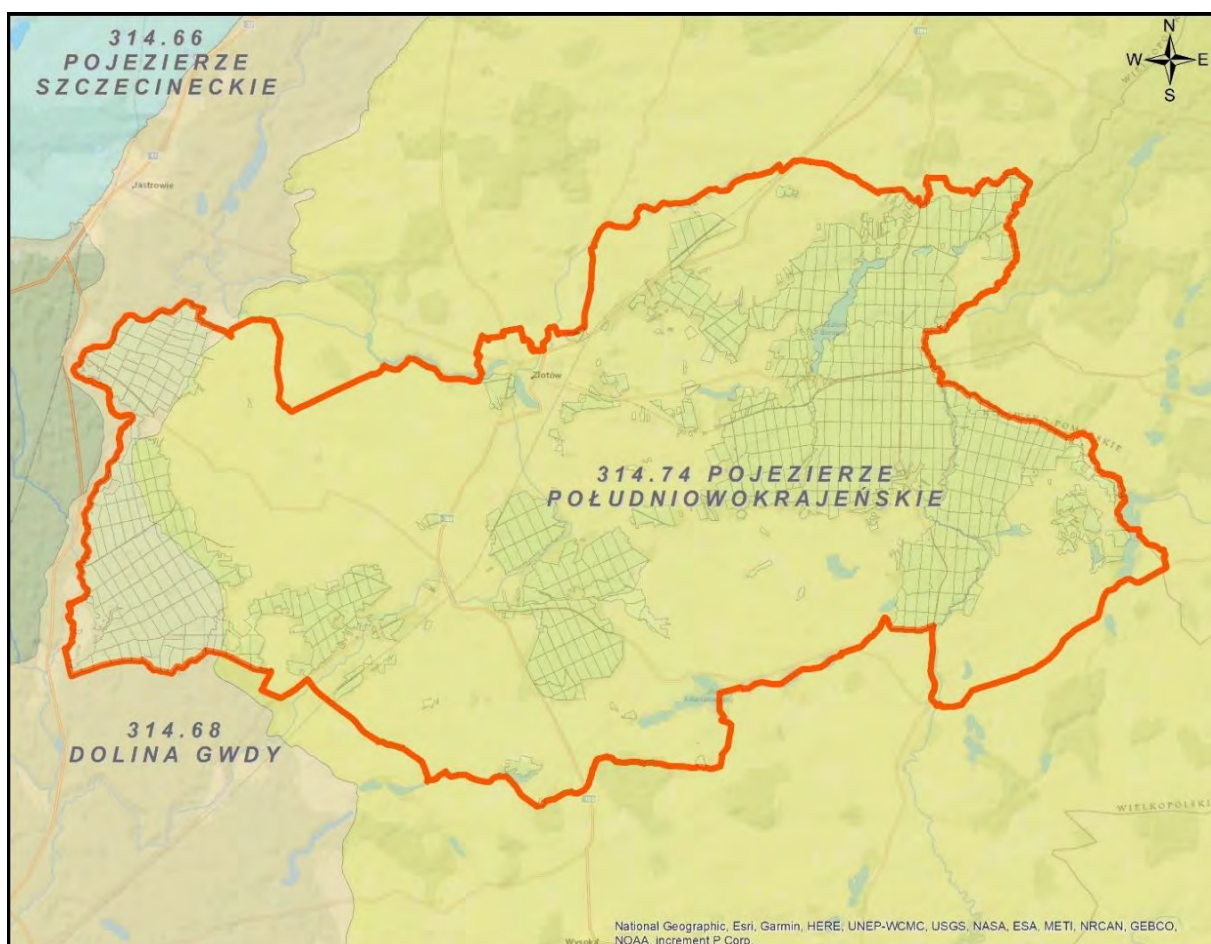 314.66
POJEZIERZE
SZCZECINECKIE
N
W E
S
Jastrowie
Złotów
314.74 POJEZIERZE
POŁUDNIOWOKRAJEŃSKIE
314.68
DOLINA GWDY
WIELKOPOLSKI
National Geographic, Esri, Garmin, HERE, UNEP-WCMC, USGS, NASA, ESA, METI, NRCAN, GEBCO,
NOAA, increment P Corp.